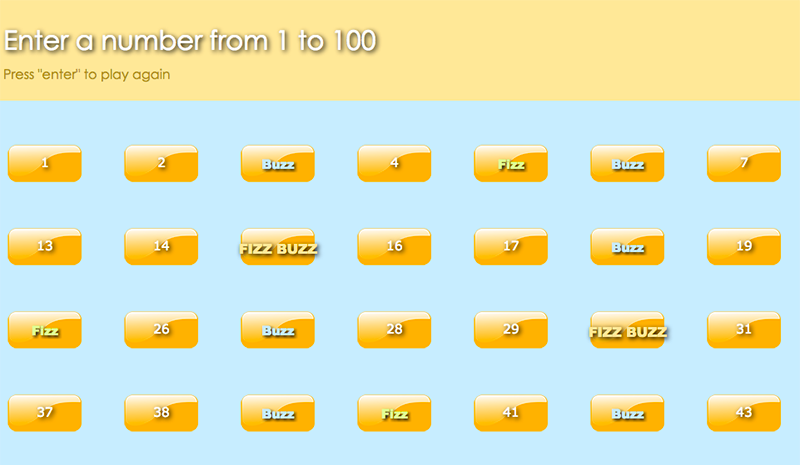 Enter a number from 1 to 100
Press "enter" to play again
1 2 Buzz 4 Fizz Buzz 7
13 14 FIZZ BUZZ 16 17 Buzz 19
Fizz 26 Buzz 28 29 FIZZ BUZZ 31
37 38 Buzz Fizz 41 Buzz 43